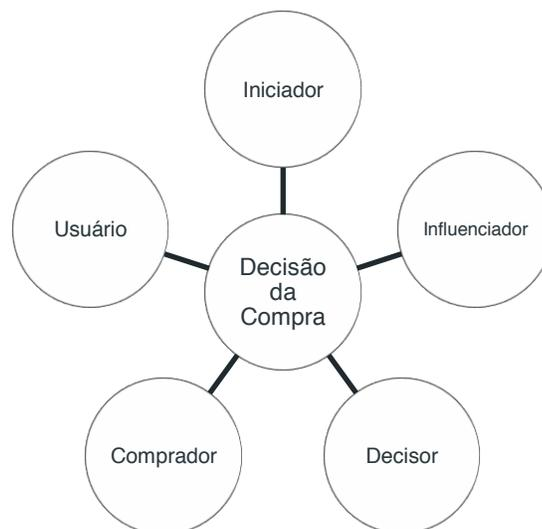 Iniciador
Usuário
Influenciador
Decisão
da
Compra
Comprador
Decisor